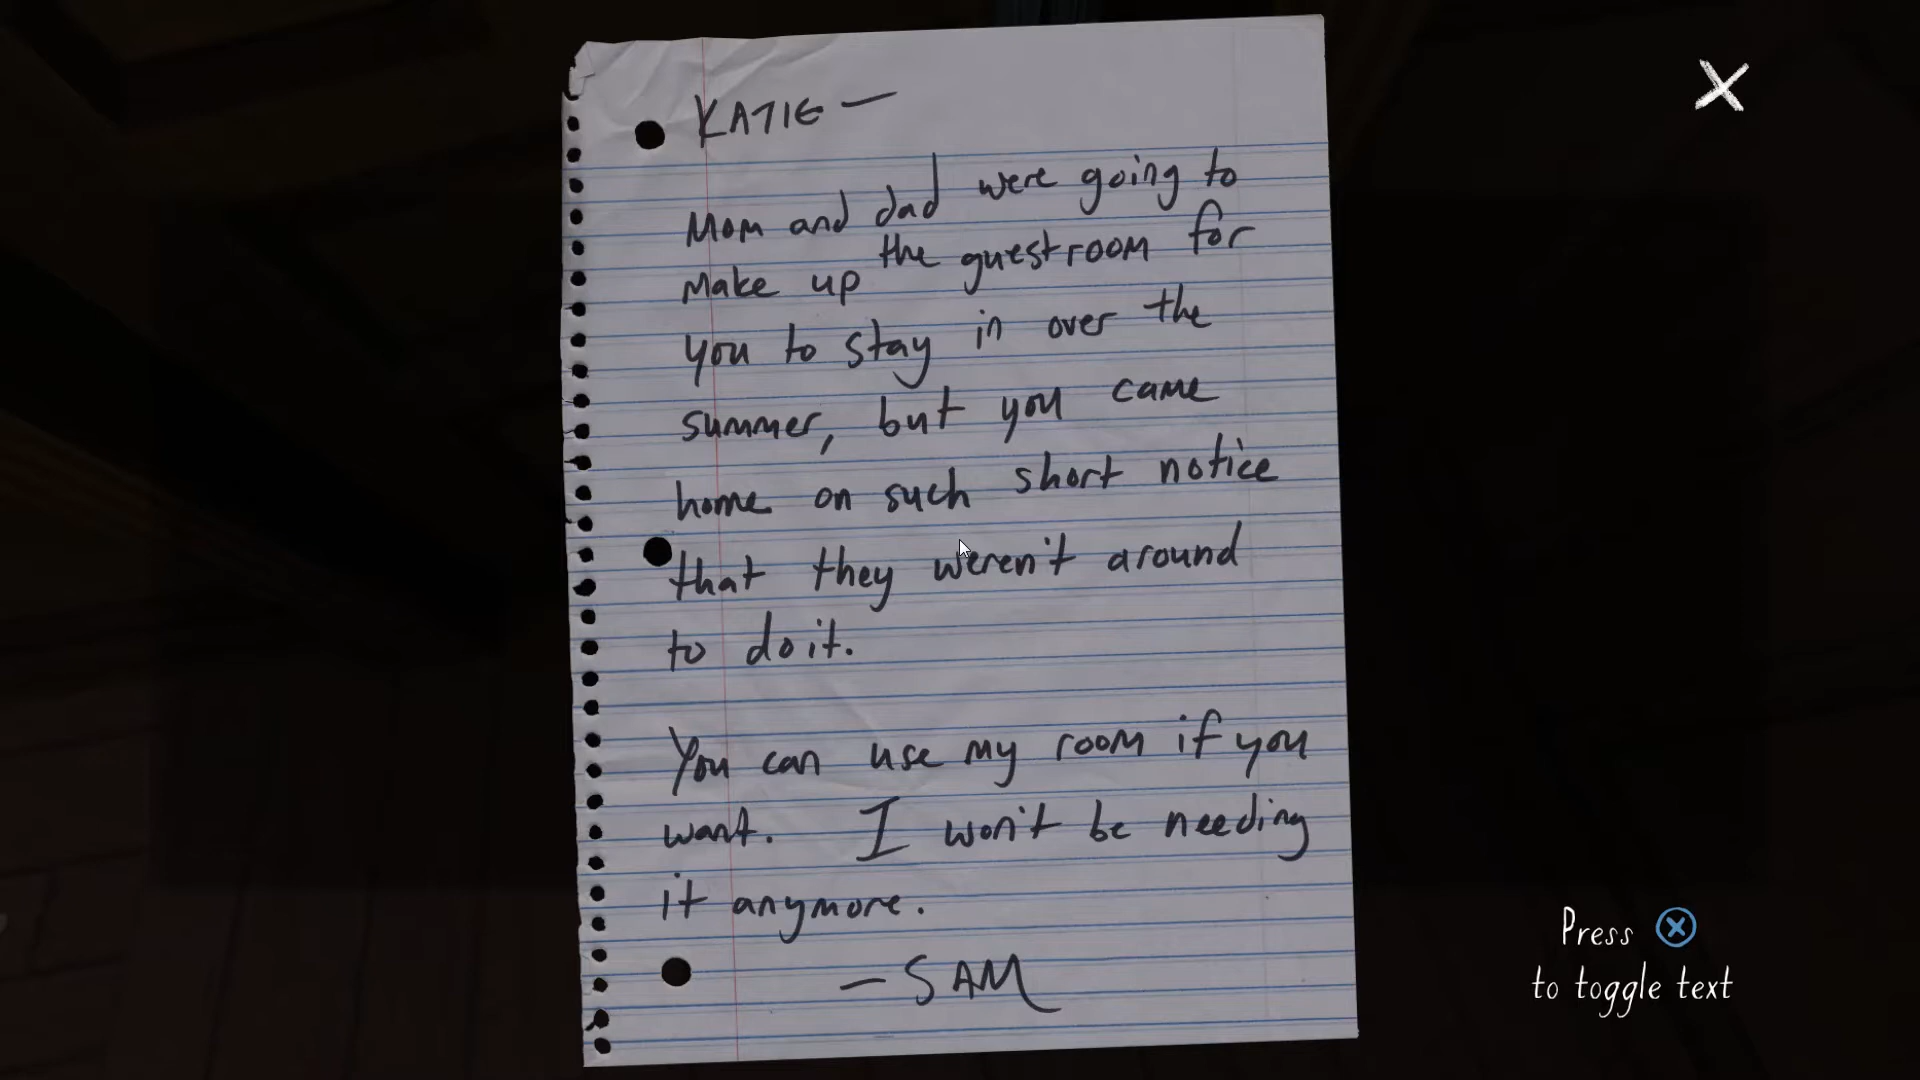 KATIE —
Mom and dad were going to
make up the guestroom for
you to stay in over the
summer, but you came
home on such short notice
that they weren't around
to do it.
You can use my room if you
want. I won't be needing
it anymore.
— SAM
Press X
to toggle text